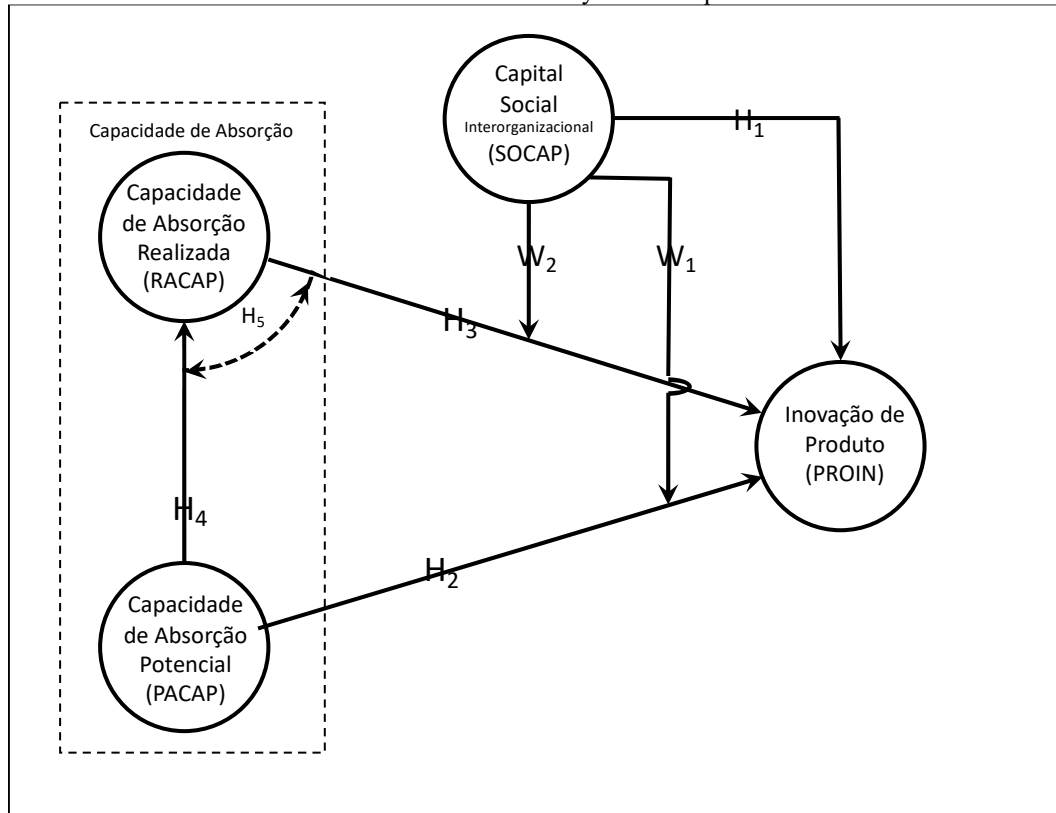 Capital
Social
Interorganizacional
(SOCAP)
H₁
Capacidade de Absorção
Capacidade
de Absorção
Realizada
(RACAP)
W₂
W₁
H₅
H₃
Inovação de
Produto
(PROIN)
H₄
H₂
Capacidade
de Absorção
Potencial
(PACAP)